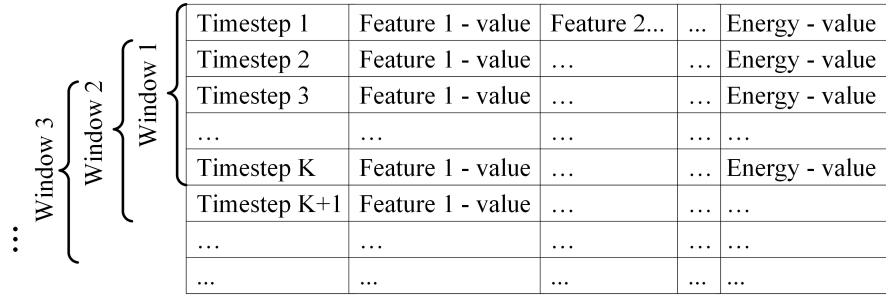 Window 1
Window 2
Window 3
...
Timestep 1 Feature 1 - value Feature 2... ... Energy - value
Timestep 2 Feature 1 - value … … Energy - value
Timestep 3 Feature 1 - value … … Energy - value
… … … … …
Timestep K Feature 1 - value … … Energy - value
Timestep K+1 Feature 1 - value … … …
… … … … …
... ... ... ... ...